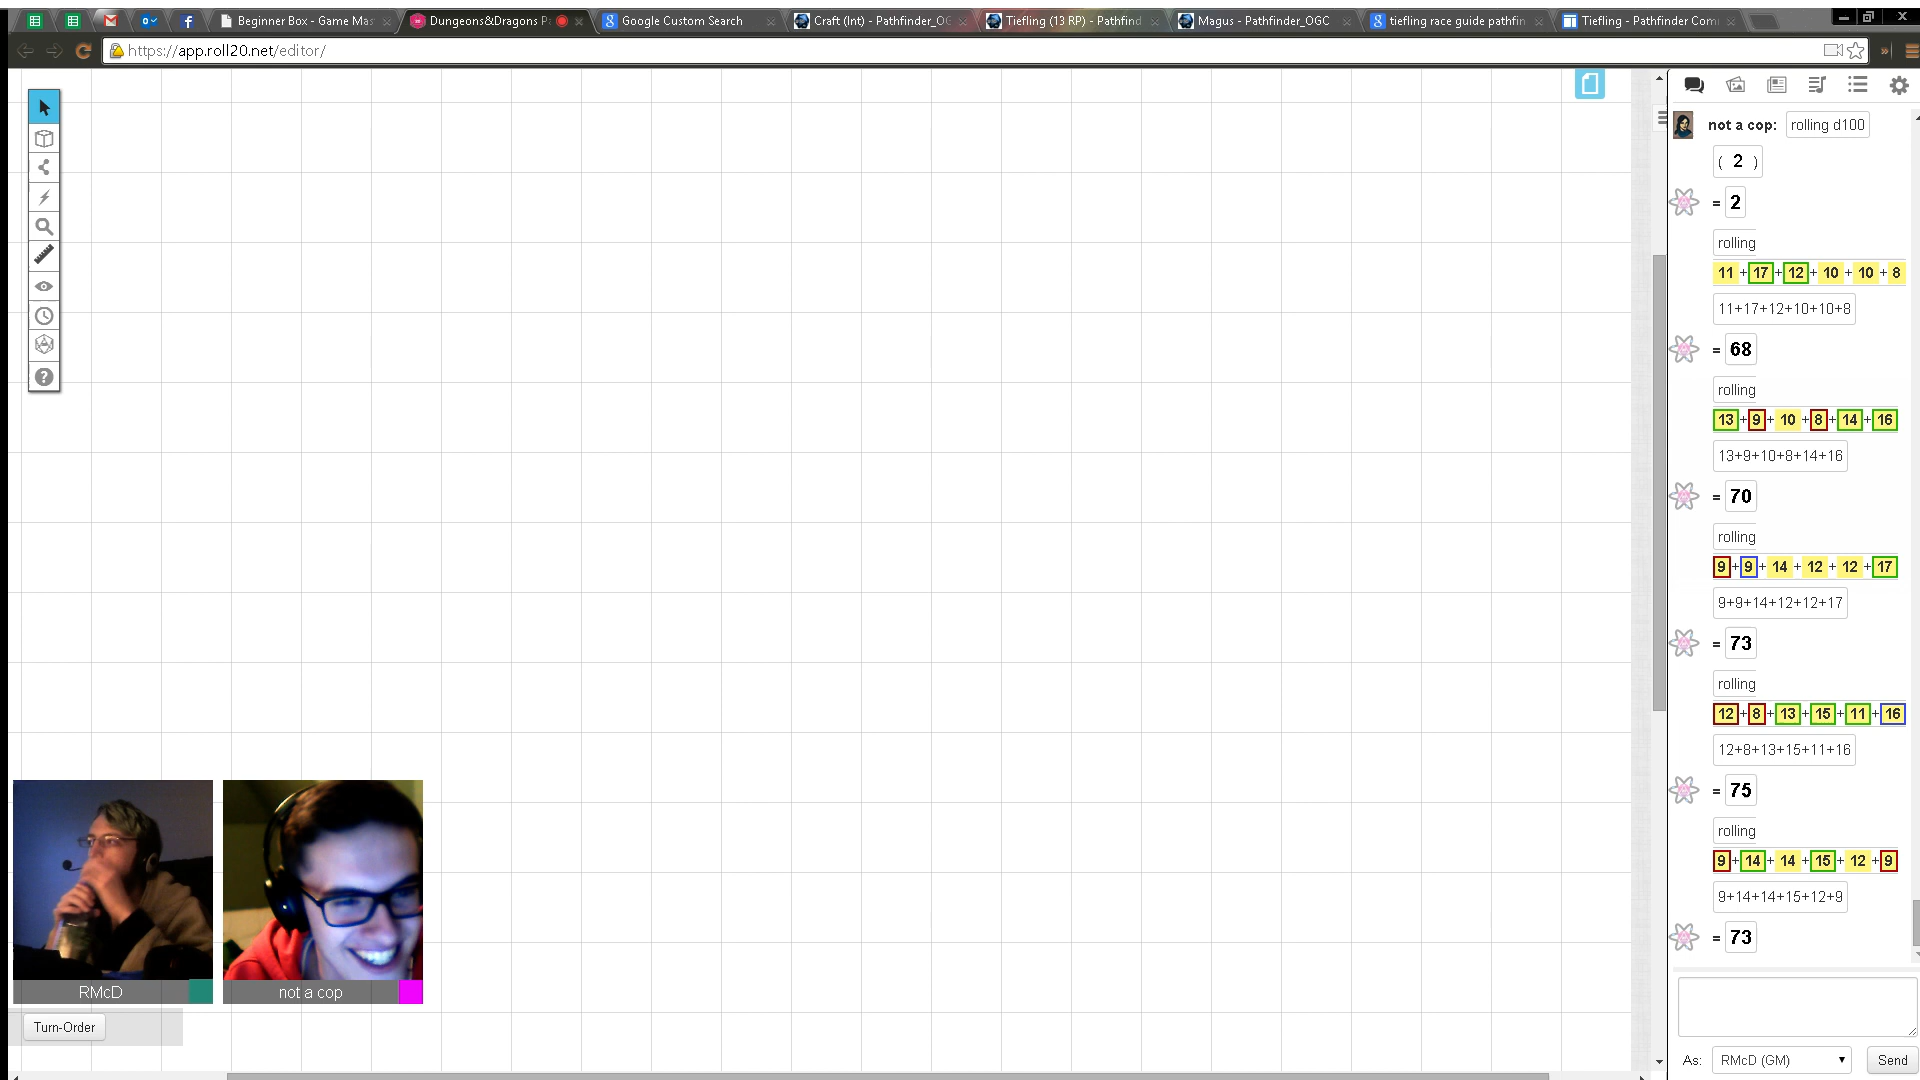 Beginner Box - Game Mas
Dungeons&Dragons Pa
Google Custom Search
Craft (Int) - Pathfinder_OG
Tiefling (13 RP) - Pathfind
Magus - Pathfinder_OGC
tiefling race guide pathfin
Tiefling - Pathfinder Com
https://app.roll20.net/editor/
not a cop: rolling d100
( 2 )
= 2
rolling
11 + 17 + 12 + 10 + 10 + 8
11+17+12+10+10+8
= 68
rolling
13 + 9 + 10 + 8 + 14 + 16
13+9+10+8+14+16
= 70
rolling
9 + 9 + 14 + 12 + 12 + 17
9+9+14+12+12+17
= 73
rolling
12 + 8 + 13 + 15 + 11 + 16
12+8+13+15+11+16
= 75
rolling
9 + 14 + 14 + 15 + 12 + 9
9+14+14+15+12+9
= 73
RMcD
not a cop
Turn-Order
As: RMcD (GM)
Send